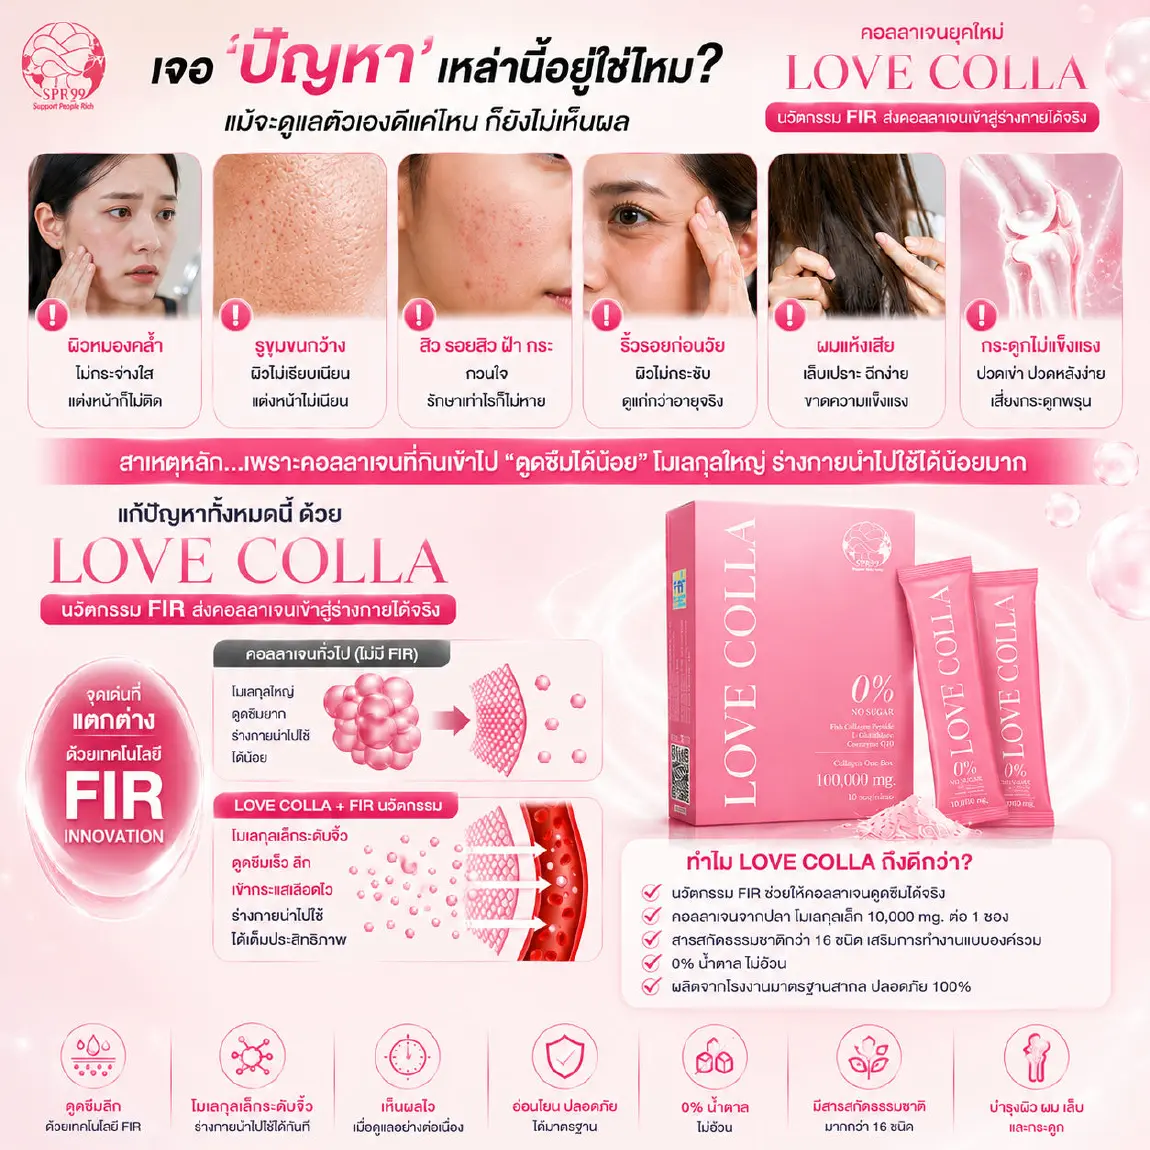 SPR99
Support People Rich
เจอ 'ปัญหา' เหล่านี้อยู่ใช่ไหม?
แม้จะดูแลตัวเองดีแค่ไหน ก็ยังไม่เห็นผล
คอลลาเจนยุคใหม่
LOVE COLLA
นวัตกรรม FIR ส่งคอลลาเจนเข้าสู่ร่างกายได้จริง
ผิวหมองคล้ำ
ไม่กระจ่างใส
แต่งหน้าก็ไม่ติด
รูขุมขนกว้าง
ผิวไม่เรียบเนียน
แต่งหน้าไม่เนียน
สิว รอยสิว ฝ้า กระ
กวนใจ
รักษาเท่าไรก็ไม่หาย
ริ้วรอยก่อนวัย
ผิวไม่กระชับ
ดูแก่กว่าอายุจริง
ผมแห้งเสีย
เล็บเปราะ ฉีกง่าย
ขาดความแข็งแรง
กระดูกไม่แข็งแรง
ปวดเข่า ปวดหลังง่าย
เสี่ยงกระดูกพรุน
สาเหตุหลัก...เพราะคอลลาเจนที่กินเข้าไป “ดูดซึมได้น้อย” โมเลกุลใหญ่ ร่างกายนำไปใช้ได้น้อยมาก
แก้ปัญหาทั้งหมดนี้ ด้วย
LOVE COLLA
นวัตกรรม FIR ส่งคอลลาเจนเข้าสู่ร่างกายได้จริง
จุดเด่นที่
แตกต่าง
ด้วยเทคโนโลยี
FIR
INNOVATION
คอลลาเจนทั่วไป (ไม่มี FIR)
โมเลกุลใหญ่
ดูดซึมยาก
ร่างกายนำไปใช้
ได้น้อย
LOVE COLLA + FIR นวัตกรรม
โมเลกุลเล็กระดับจิ๋ว
ดูดซึมเร็ว ลึก
เข้ากระแสเลือดไว
ร่างกายนำไปใช้
ได้เต็มประสิทธิภาพ
LOVE COLLA
SPR99
0%
NO SUGAR
Fish Collagen Peptide
L-Glutathione
Coenzyme Q10
Collagen One Box
100,000 mg.
LOVE COLLA
0%
NO SUGAR
10,000 mg.
LOVE COLLA
0%
ทำไม LOVE COLLA ถึงดีกว่า?
นวัตกรรม FIR ช่วยให้คอลลาเจนดูดซึมได้จริง
คอลลาเจนจากปลา โมเลกุลเล็ก 10,000 mg. ต่อ 1 ซอง
สารสกัดธรรมชาติกว่า 16 ชนิด เสริมการทำงานแบบองค์รวม
0% น้ำตาล ไม่อ้วน
ผลิตจากโรงงานมาตรฐานสากล ปลอดภัย 100%
ดูดซึมลึก
ด้วยเทคโนโลยี FIR
โมเลกุลเล็กระดับจิ๋ว
ร่างกายนำไปใช้ได้ทันที
เห็นผลไว
เมื่อดูแลอย่างต่อเนื่อง
อ่อนโยน ปลอดภัย
ได้มาตรฐาน
0% น้ำตาล
ไม่อ้วน
มีสารสกัดธรรมชาติ
มากกว่า 16 ชนิด
บำรุงผิว ผม เล็บ
และกระดูก